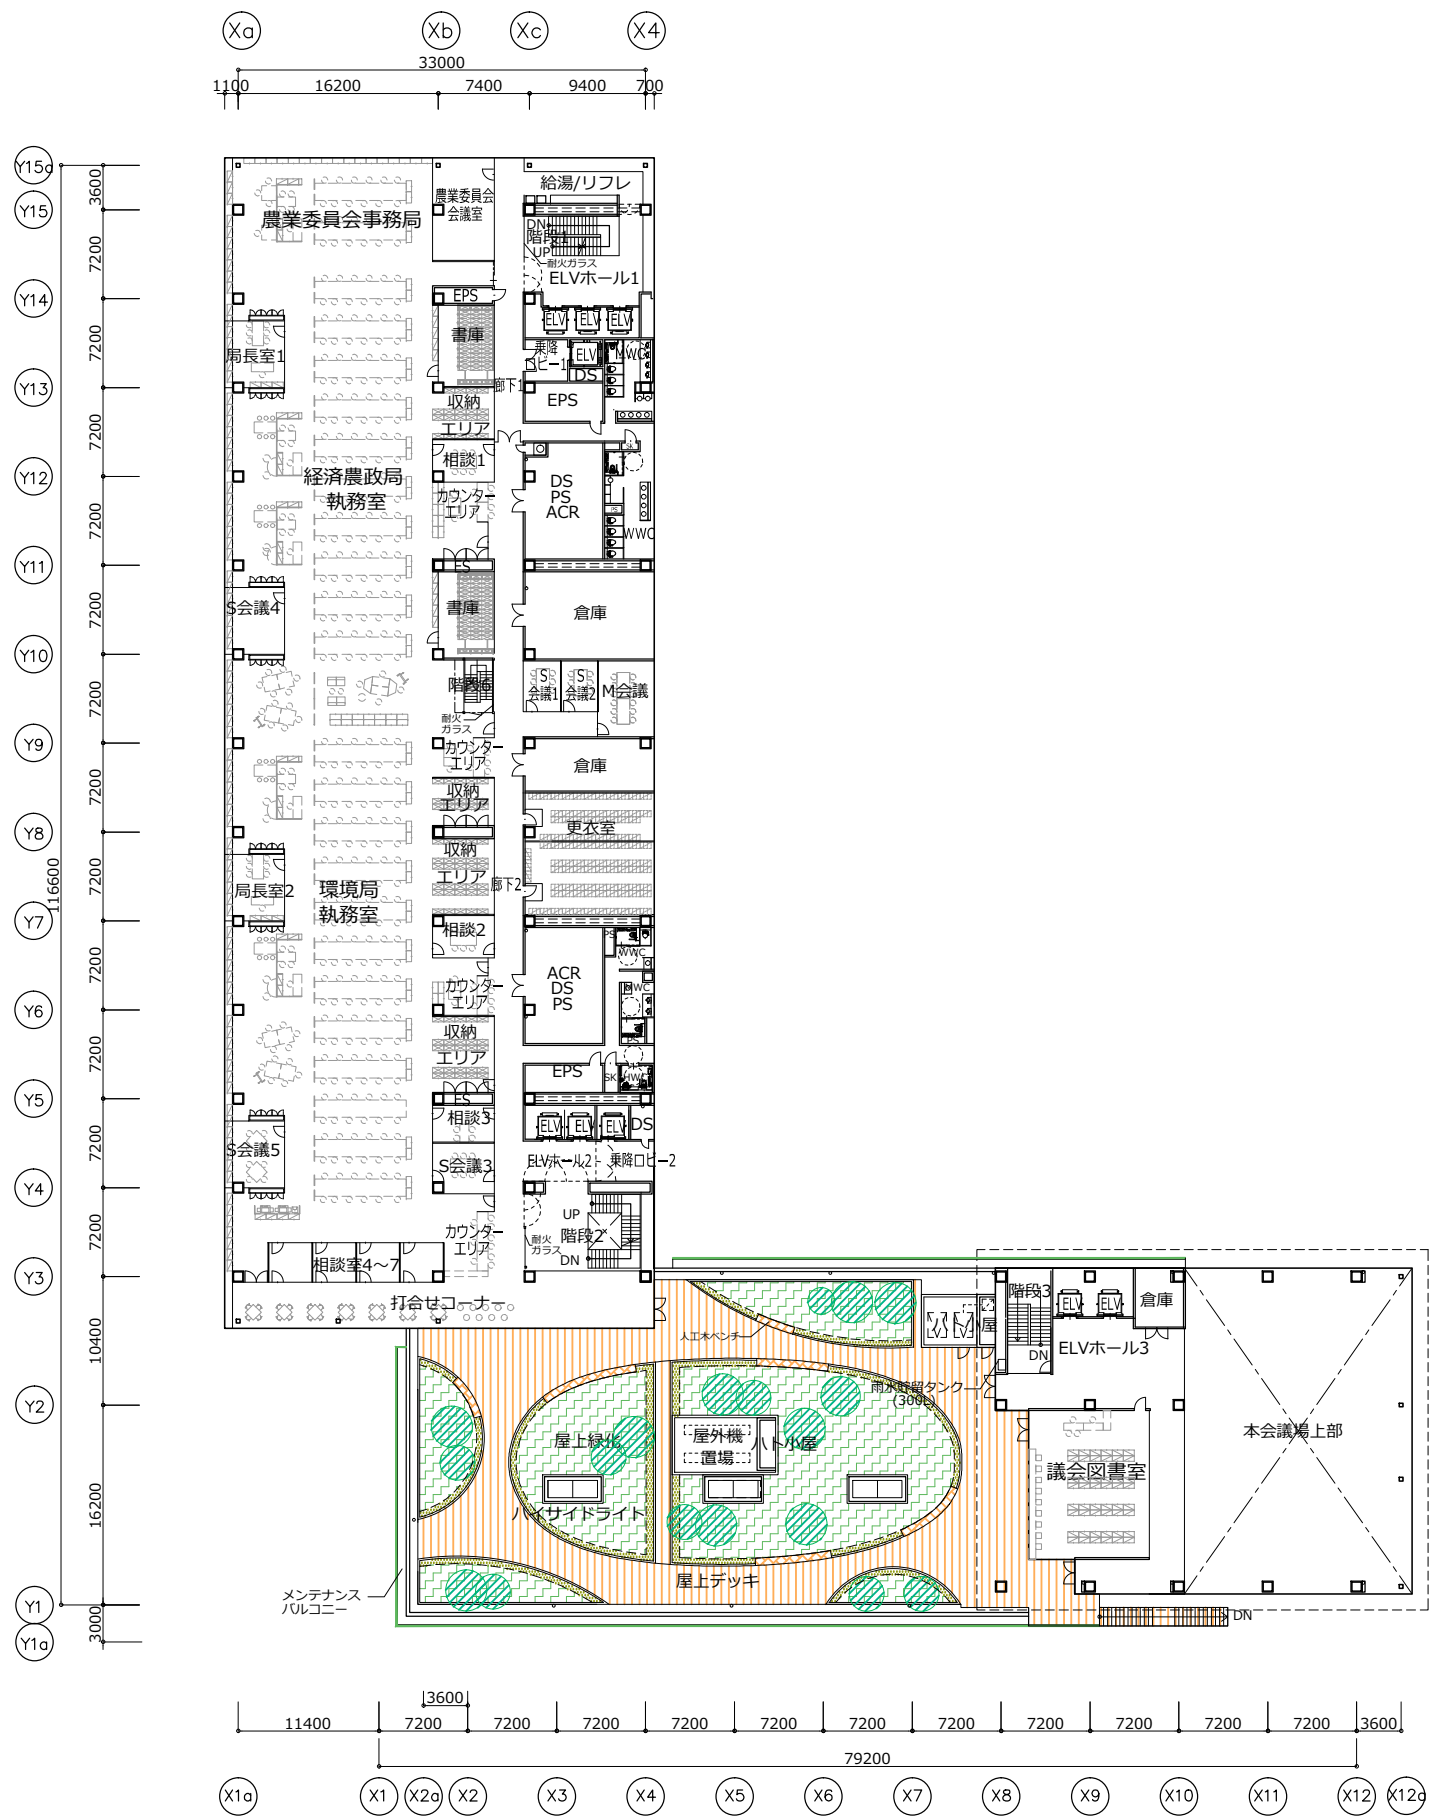 Xa Xb Xc X4
33000
1100 16200 7400 9400 700
Y15a
3600
Y15
7200
Y14
7200
Y13
7200
Y12
7200
Y11
7200
Y10
7200
Y9
7200
Y8
7200
116600
Y7
7200
Y6
7200
Y5
7200
Y4
7200
Y3
10400
Y2
16200
Y1
3000
Y1a
農業委員会事務局
農業委員会
会議室
給湯/リフレ
DN
階段1
UP
耐火ガラス
ELVホール1
EPS
ELV ELV ELV
書庫
局長室1
乗降
ロビー1
ELV
MWC
DS
廊下1
EPS
収納
エリア
SK
相談1
経済農政局
執務室
カウンター
エリア
DS
PS
ACR
PS
WWC
ES
S会議4
書庫
倉庫
階段6
S
会議1
S
会議2
M会議
耐火
ガラス
カウンター
エリア
倉庫
収納
エリア
更衣室
収納
エリア
局長室2
環境局
執務室
廊下2
相談2
PS
WWC
ACR
DS
PS
カウンター
エリア
MWC
収納
エリア
PS
EPS
SK
HWC
ES
相談3
ELV ELV ELV
DS
S会議5
S会議3
ELVホール2
乗降ロビー2
UP
カウンター
エリア
階段2
耐火
ガラス
DN
相談室4〜7
打合せコーナー
階段3
ELV ELV
倉庫
人工木ベンチ
ELVホール3
DN
雨水貯留タンク
(300L)
屋上緑化
屋外機
置場
ハト小屋
本会議場上部
議会図書室
ハイサイドライト
屋上デッキ
メンテナンス
バルコニー
DN
3600
11400 7200 7200 7200 7200 7200 7200 7200 7200 7200 7200 7200 3600
79200
X1a X1 X2a X2 X3 X4 X5 X6 X7 X8 X9 X10 X11 X12 X12a